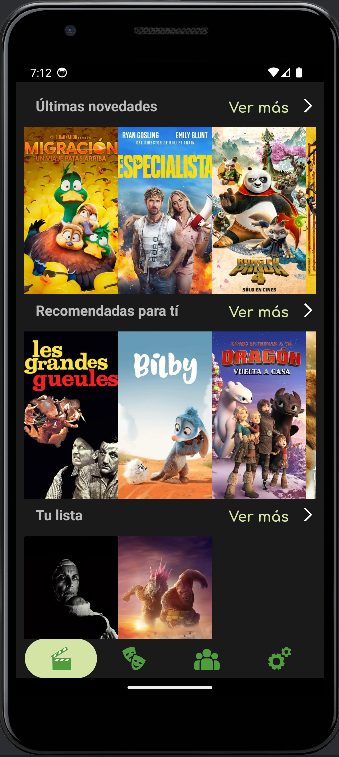 7:12
Últimas novedades
Ver más
MIGRACIÓN
UN VIAJE PATAS ARRIBA
RYAN GOSLING EMILY BLUNT
ESPECIALISTA
KUNG FU
PANDA
4
SÓLO EN CINES
Recomendadas para tí
Ver más
les
grandes
gueules
Bilby
CÓMO ENTRENAR A TU
DRAGÓN
VUELTA A CASA
Tu lista
Ver más